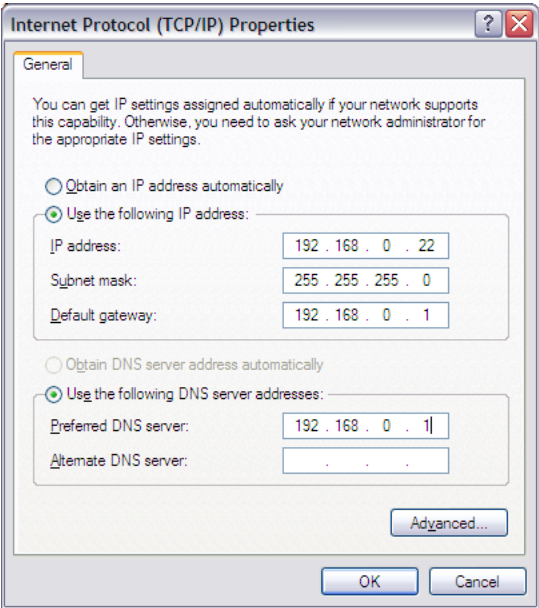 Internet Protocol (TCP/IP) Properties
General
You can get IP settings assigned automatically if your network supports
this capability. Otherwise, you need to ask your network administrator for
the appropriate IP settings.
Obtain an IP address automatically
Use the following IP address:
IP address: 192 . 168 . 0 . 22
Subnet mask: 255 . 255 . 255 . 0
Default gateway: 192 . 168 . 0 . 1
Obtain DNS server address automatically
Use the following DNS server addresses:
Preferred DNS server: 192 . 168 . 0 . 1
Alternate DNS server: . . .
Advanced...
OK Cancel